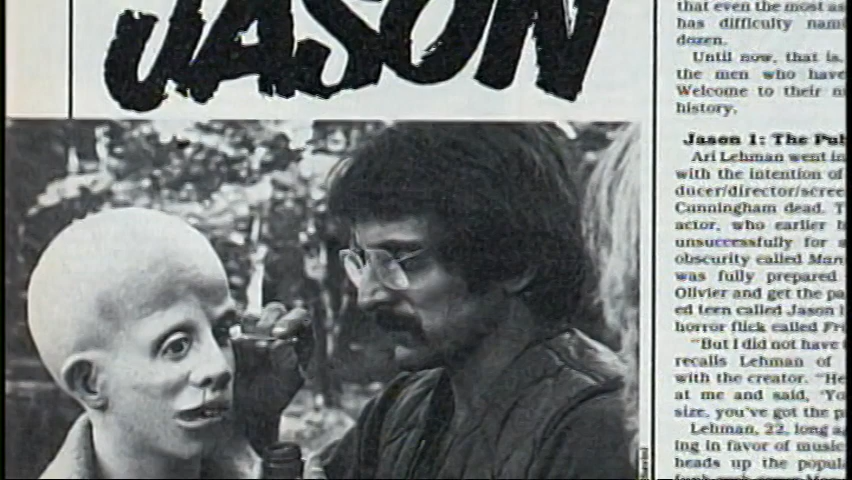 JASON
that even the most as
has difficulty nam
dozen.
Until now, that is.
the men who have
Welcome to their n
history.
Jason 1: The Pu
Ari Lehman went in
with the intention of
ducer/director/scree
Cunningham dead. T
actor, who earlier h
unsuccessfully for a
obscurity called Man
was fully prepared
Olivier and get the pa
ed teen called Jason i
horror flick called Fr
"But I did not have
recalls Lehman of
with the creator. "He
at me and said, 'Yo
size, you've got the p
Lehman, 22, long a
ing in favor of music
heads up the popul